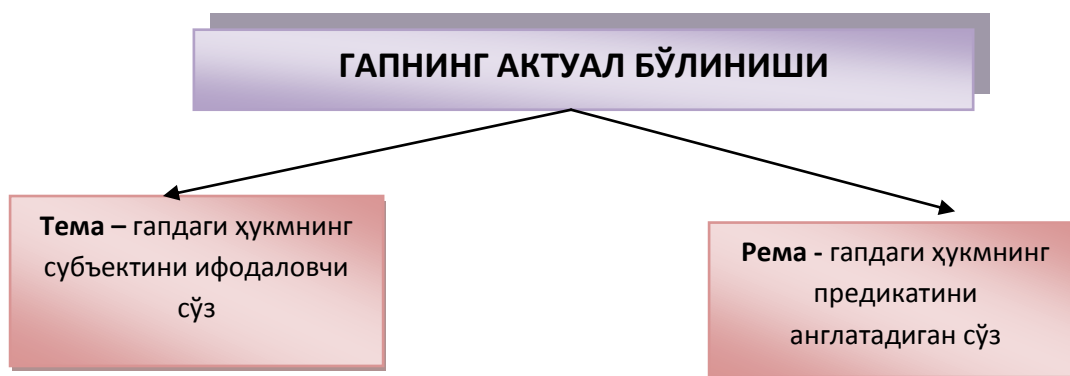 ГАПНИНГ АКТУАЛ БЎЛИНИШИ
Тема – гапдаги ҳукмнинг
субъектини ифодаловчи
сўз
Рема - гапдаги ҳукмнинг
предикатини
англатадиган сўз